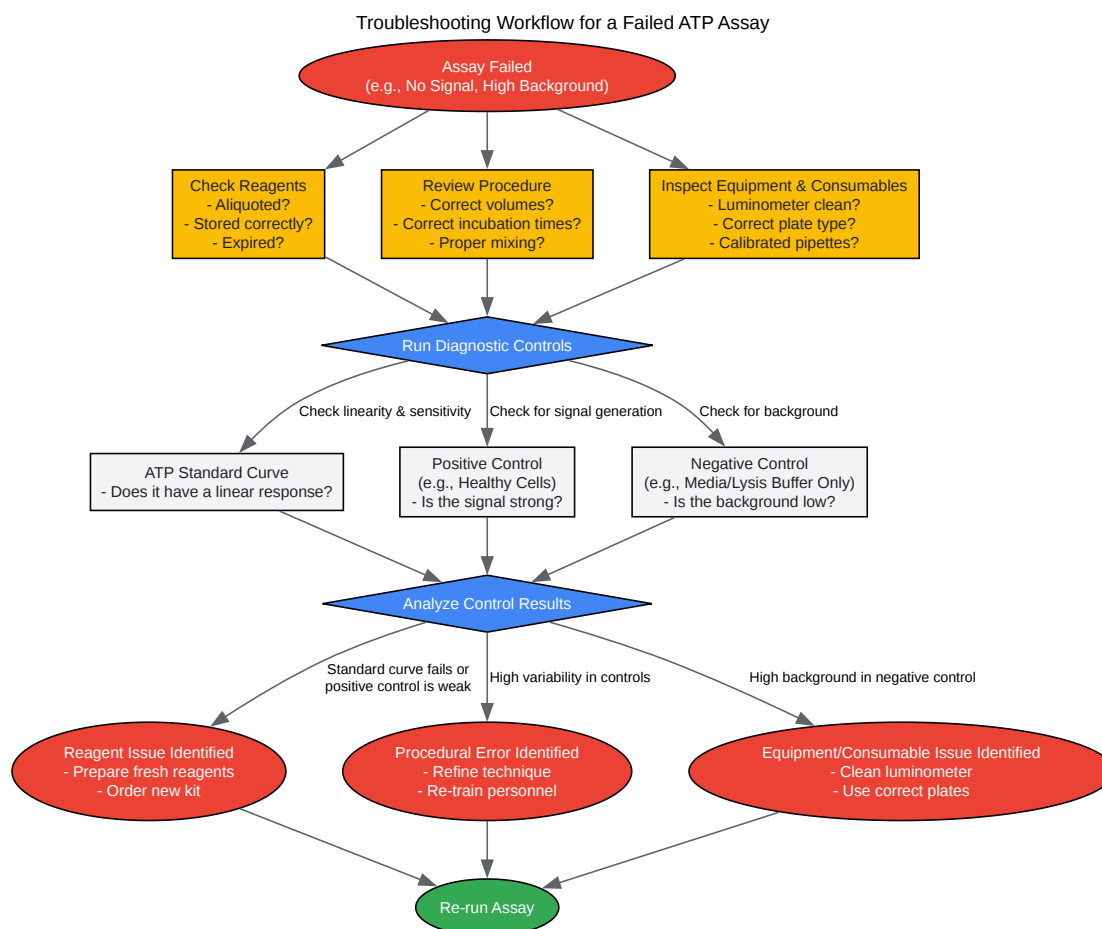 Troubleshooting Workflow for a Failed ATP Assay
Assay Failed
(e.g., No Signal, High Background)
Check Reagents
- Aliquoted?
- Stored correctly?
- Expired?
Review Procedure
- Correct volumes?
- Correct incubation times?
- Proper mixing?
Inspect Equipment & Consumables
- Luminometer clean?
- Correct plate type?
- Calibrated pipettes?
Run Diagnostic Controls
Check linearity & sensitivity
Check for signal generation
Check for background
ATP Standard Curve
- Does it have a linear response?
Positive Control
(e.g., Healthy Cells)
- Is the signal strong?
Negative Control
(e.g., Media/Lysis Buffer Only)
- Is the background low?
Analyze Control Results
Standard curve fails or
positive control is weak
High variability in controls
High background in negative control
Reagent Issue Identified
- Prepare fresh reagents
- Order new kit
Procedural Error Identified
- Refine technique
- Re-train personnel
Equipment/Consumable Issue Identified
- Clean luminometer
- Use correct plates
Re-run Assay